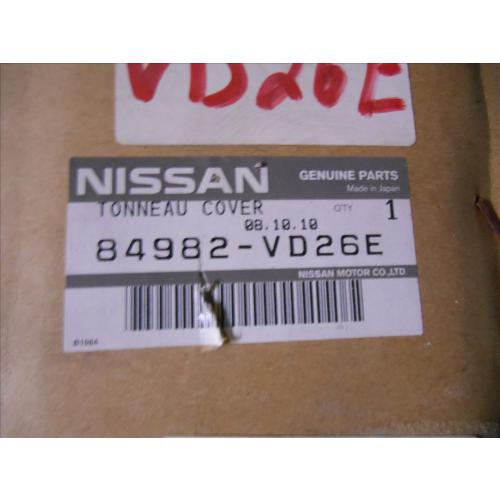 VD26E
NISSAN GENUINE PARTS
Made in Japan
TONNEAU COVER QTY 1
08.10.10
84982-VD26E
NISSAN MOTOR CO.,LTD